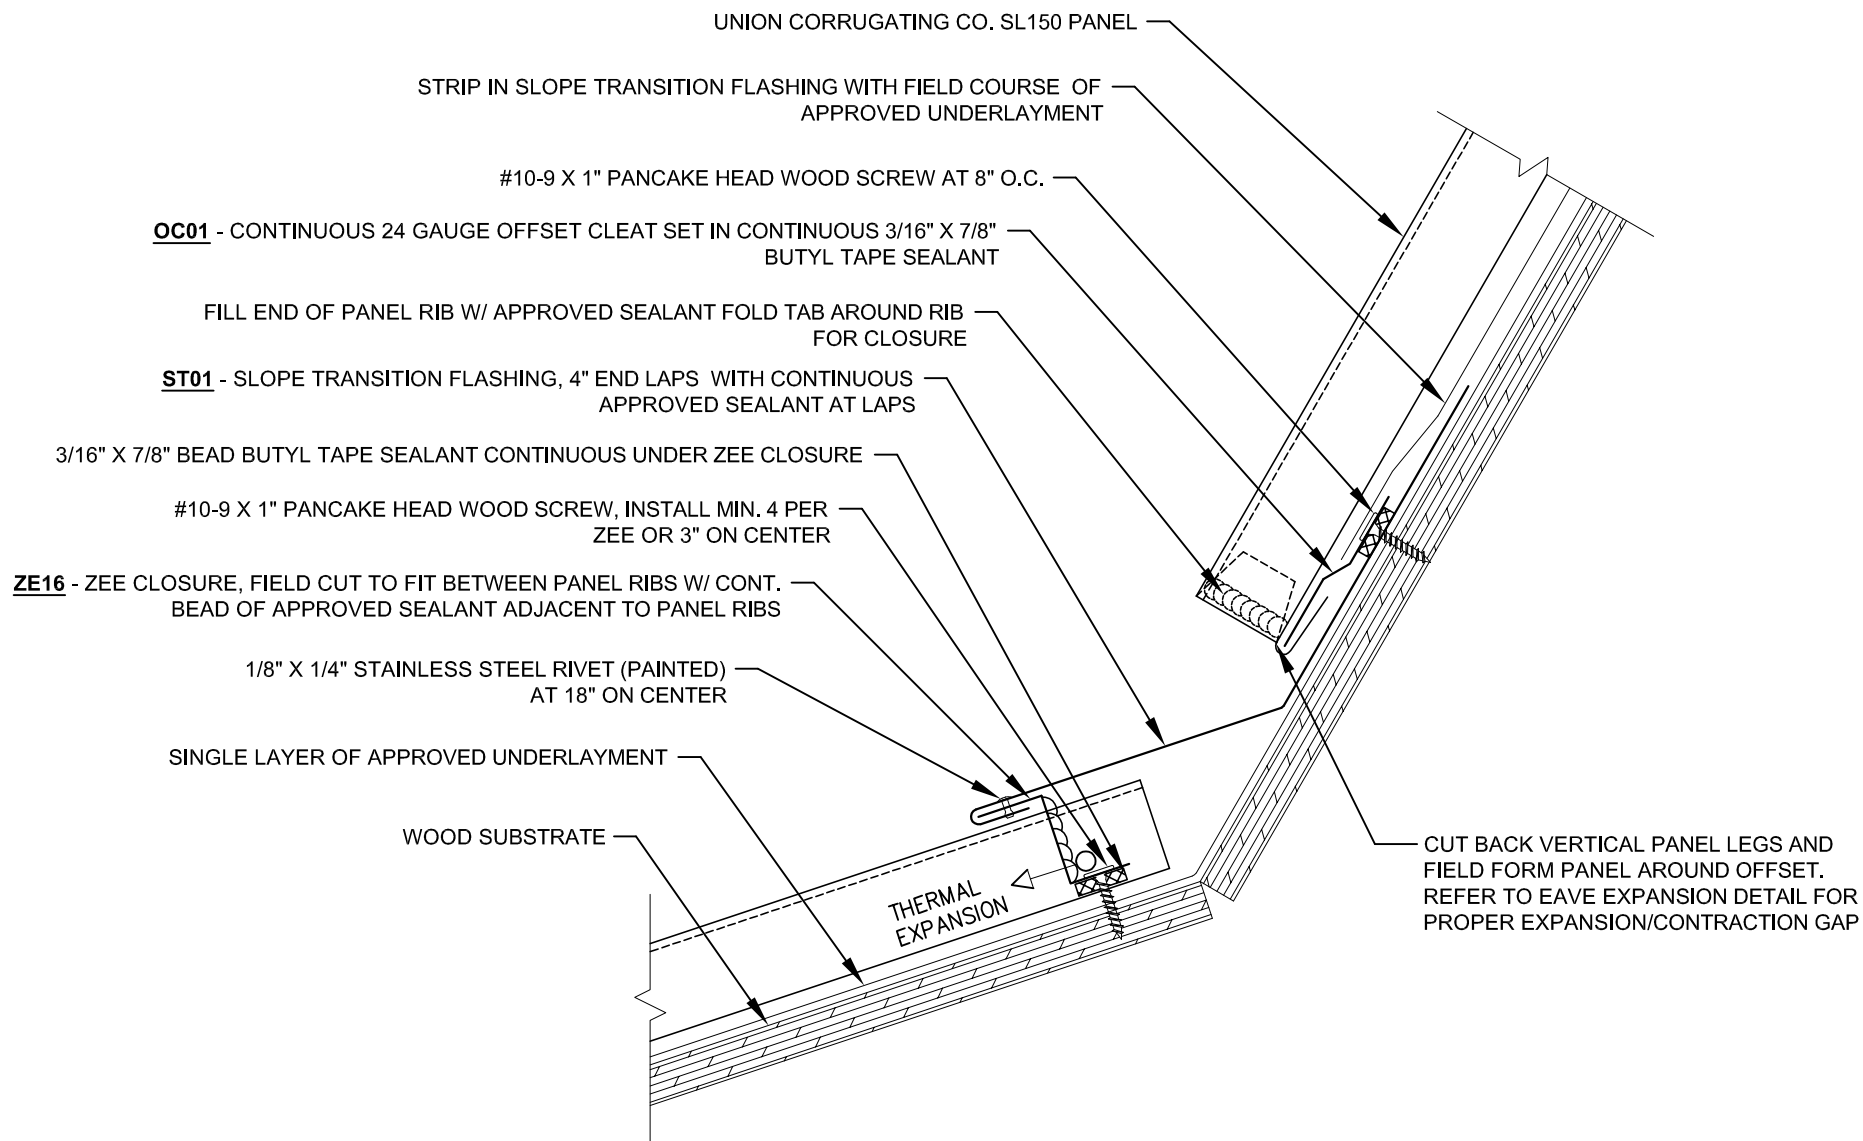 UNION CORRUGATING CO. SL150 PANEL
STRIP IN SLOPE TRANSITION FLASHING WITH FIELD COURSE OF
APPROVED UNDERLAYMENT
#10-9 X 1" PANCAKE HEAD WOOD SCREW AT 8" O.C.
OC01 - CONTINUOUS 24 GAUGE OFFSET CLEAT SET IN CONTINUOUS 3/16" X 7/8"
BUTYL TAPE SEALANT
FILL END OF PANEL RIB W/ APPROVED SEALANT FOLD TAB AROUND RIB
FOR CLOSURE
ST01 - SLOPE TRANSITION FLASHING, 4" END LAPS WITH CONTINUOUS
APPROVED SEALANT AT LAPS
3/16" X 7/8" BEAD BUTYL TAPE SEALANT CONTINUOUS UNDER ZEE CLOSURE
#10-9 X 1" PANCAKE HEAD WOOD SCREW, INSTALL MIN. 4 PER
ZEE OR 3" ON CENTER
ZE16 - ZEE CLOSURE, FIELD CUT TO FIT BETWEEN PANEL RIBS W/ CONT.
BEAD OF APPROVED SEALANT ADJACENT TO PANEL RIBS
1/8" X 1/4" STAINLESS STEEL RIVET (PAINTED)
AT 18" ON CENTER
SINGLE LAYER OF APPROVED UNDERLAYMENT
WOOD SUBSTRATE
THERMAL
EXPANSION
CUT BACK VERTICAL PANEL LEGS AND
FIELD FORM PANEL AROUND OFFSET.
REFER TO EAVE EXPANSION DETAIL FOR
PROPER EXPANSION/CONTRACTION GAP